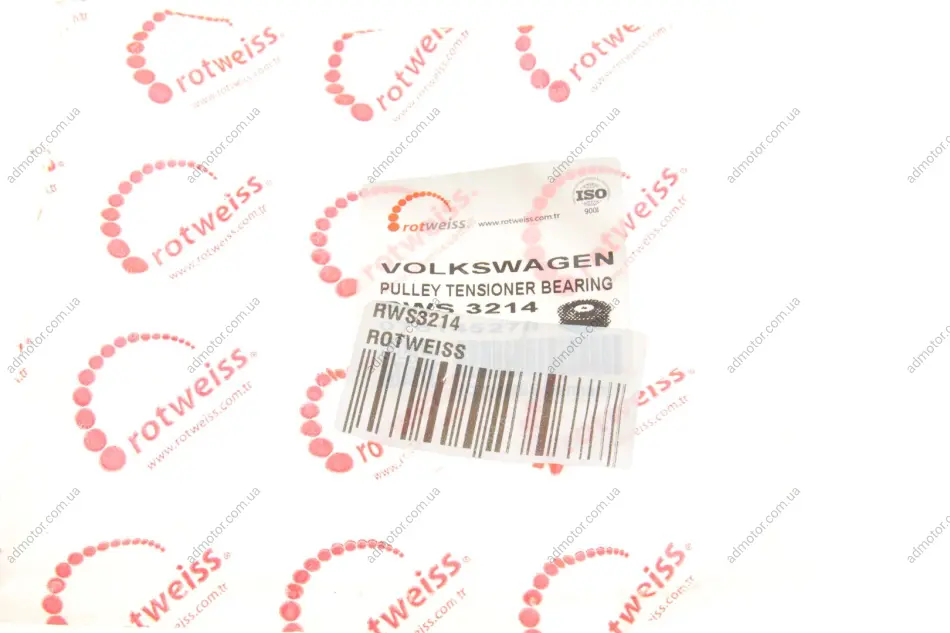 rotweiss
www.rotweiss.com.tr
ISO
9001
VOLKSWAGEN
PULLEY TENSIONER BEARING
RWS 3214
RWS3214
ROTWEISS
rotweiss
www.rotweiss.com.tr
admotor.com.ua